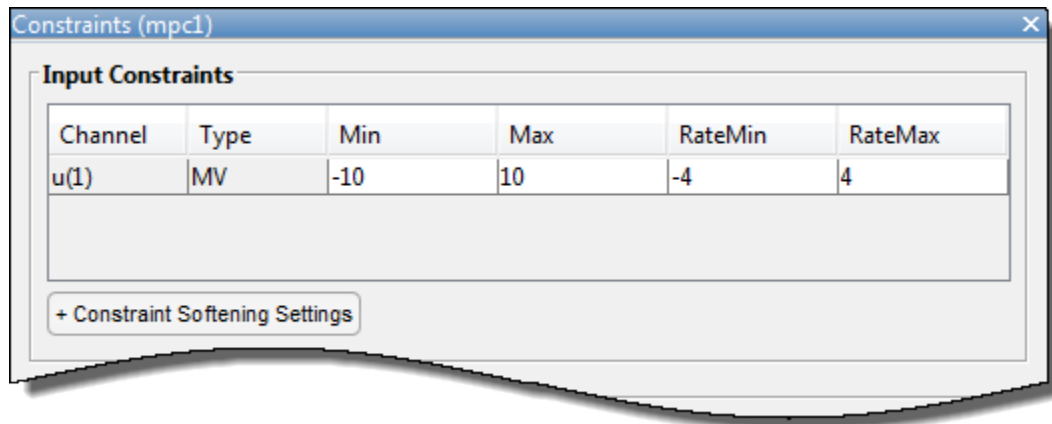 Constraints (mpc1)
Input Constraints
Channel Type Min Max RateMin RateMax
u(1) MV -10 10 -4 4
+ Constraint Softening Settings